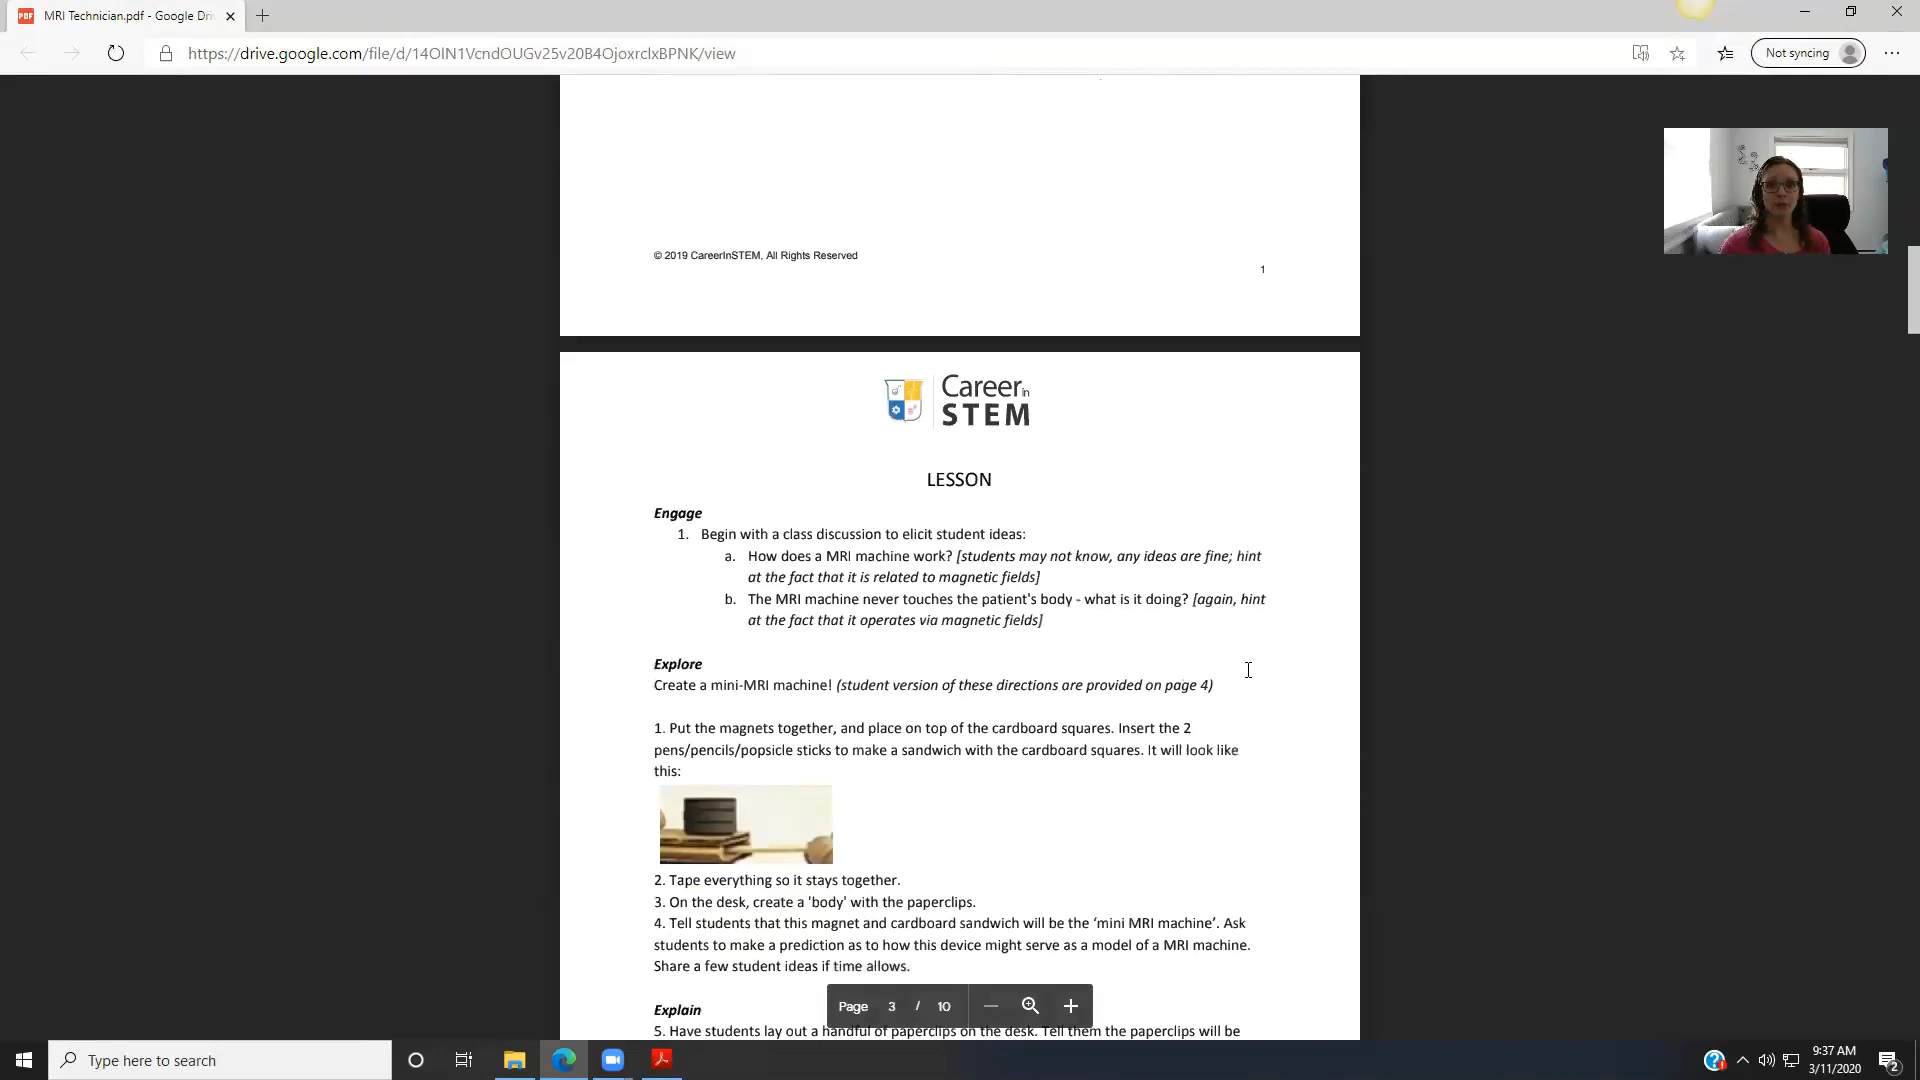 MRI Technician.pdf - Google Dri
https://drive.google.com/file/d/14OlN1VcndOUGv25v20B4OjoxrclxBPNK/view
Not syncing
© 2019 CareerInSTEM, All Rights Reserved
1
Career in
STEM
LESSON
Engage
1. Begin with a class discussion to elicit student ideas:
a. How does a MRI machine work? [students may not know, any ideas are fine; hint
at the fact that it is related to magnetic fields]
b. The MRI machine never touches the patient's body - what is it doing? [again, hint
at the fact that it operates via magnetic fields]
Explore
Create a mini-MRI machine! (student version of these directions are provided on page 4)
1. Put the magnets together, and place on top of the cardboard squares. Insert the 2
pens/pencils/popsicle sticks to make a sandwich with the cardboard squares. It will look like
this:
2. Tape everything so it stays together.
3. On the desk, create a 'body' with the paperclips.
4. Tell students that this magnet and cardboard sandwich will be the ‘mini MRI machine’. Ask
students to make a prediction as to how this device might serve as a model of a MRI machine.
Share a few student ideas if time allows.
Explain
5. Have students lay out a handful of paperclips on the desk. Tell them the paperclips will be
Page 3 / 10
Type here to search
9:37 AM
3/11/2020
2